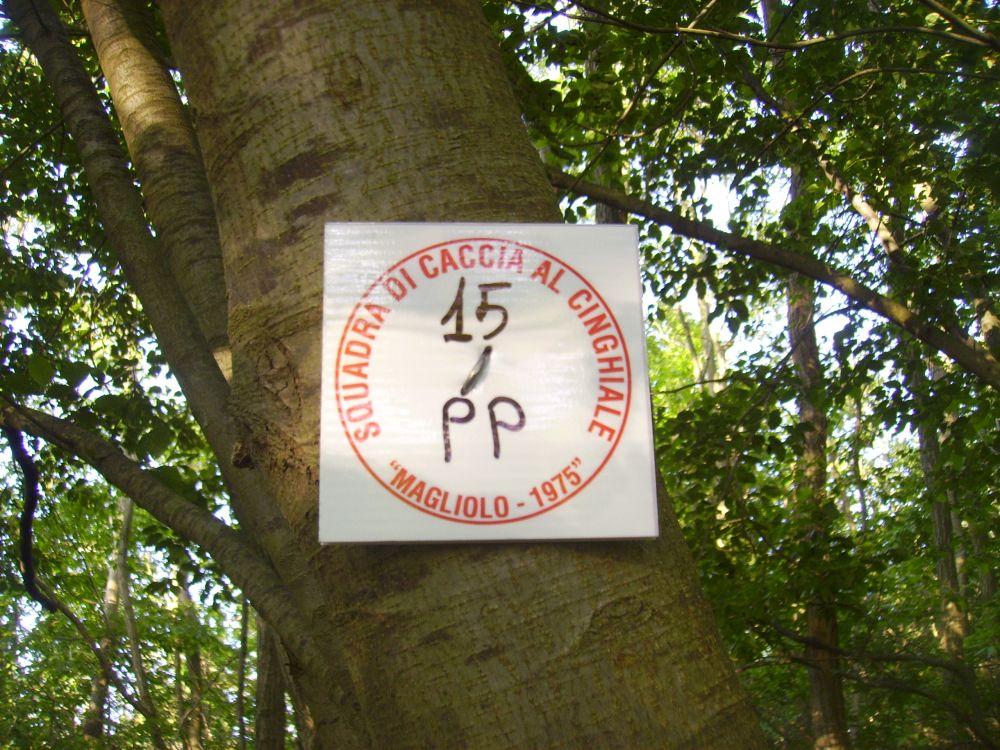 SQUADRA DI CACCIA AL CINGHIALE
15
PP
"MAGLIOLO - 1975"